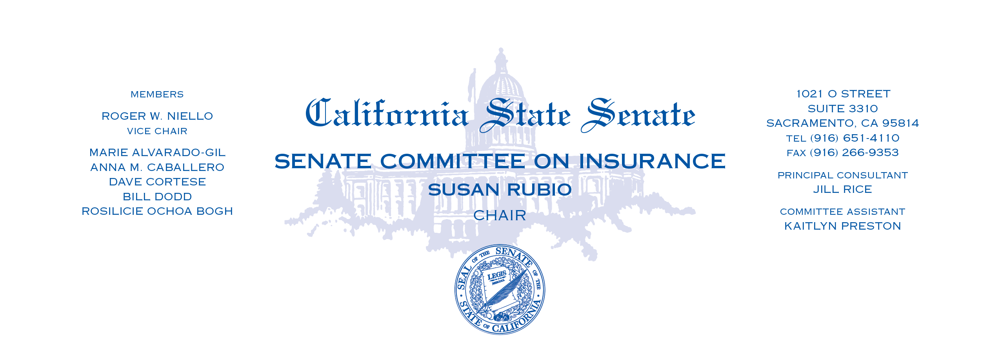 MEMBERS
ROGER W. NIELLO
VICE CHAIR
MARIE ALVARADO-GIL
ANNA M. CABALLERO
DAVE CORTESE
BILL DODD
ROSILICIE OCHOA BOGH
California State Senate
SENATE COMMITTEE ON INSURANCE
SUSAN RUBIO
CHAIR
SEAL OF THE SENATE OF THE
STATE OF CALIFORNIA
LEGIS
MDCCCL
1021 O STREET
SUITE 3310
SACRAMENTO, CA 95814
TEL (916) 651-4110
FAX (916) 266-9353
PRINCIPAL CONSULTANT
JILL RICE
COMMITTEE ASSISTANT
KAITLYN PRESTON